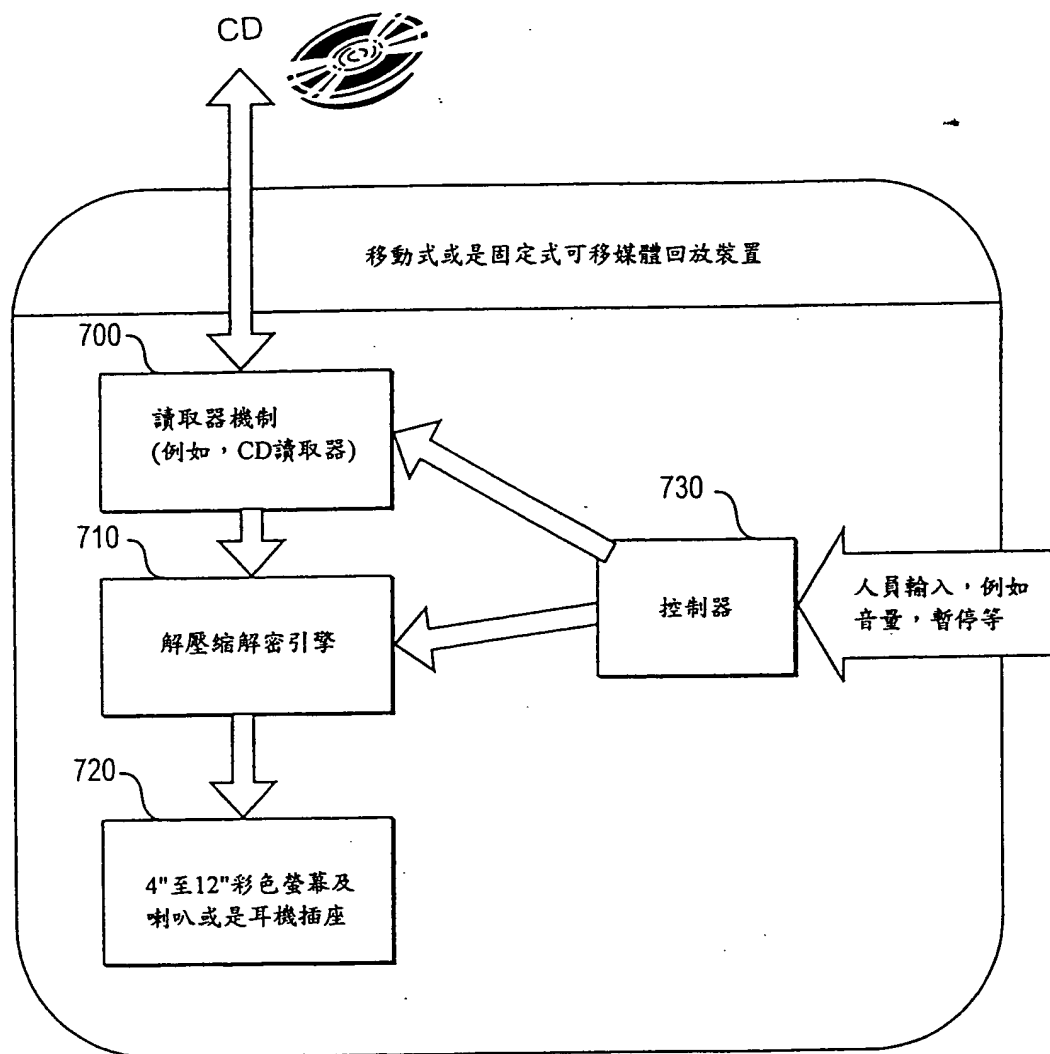 CD
移動式或是固定式可移媒體回放裝置
700
讀取器機制
(例如，CD讀取器)
730
710
人員輸入，例如
音量，暫停等
控制器
解壓縮解密引擎
720
4"至12"彩色螢幕及
喇叭或是耳機插座